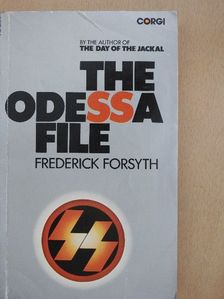 CORGI
BY THE AUTHOR OF
THE DAY OF THE JACKAL
THE
ODESSA
FILE
FREDERICK FORSYTH